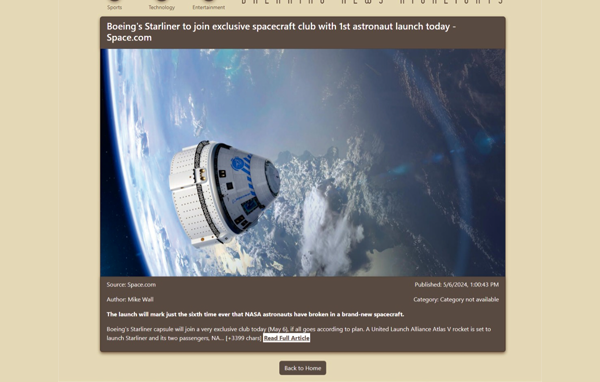 Sports
Technology
Entertainment
BREAKING NEWS HIGHLIGHTS
Boeing's Starliner to join exclusive spacecraft club with 1st astronaut launch today -
Space.com
Source: Space.com
Published: 5/6/2024, 1:00:43 PM
Author: Mike Wall
Category: Category not available
The launch will mark just the sixth time ever that NASA astronauts have broken in a brand-new spacecraft.
Boeing's Starliner capsule will join a very exclusive club today (May 6), if all goes according to plan. A United Launch Alliance Atlas V rocket is set to
launch Starliner and its two passengers, NA... [+3399 chars] Read Full Article
Back to Home